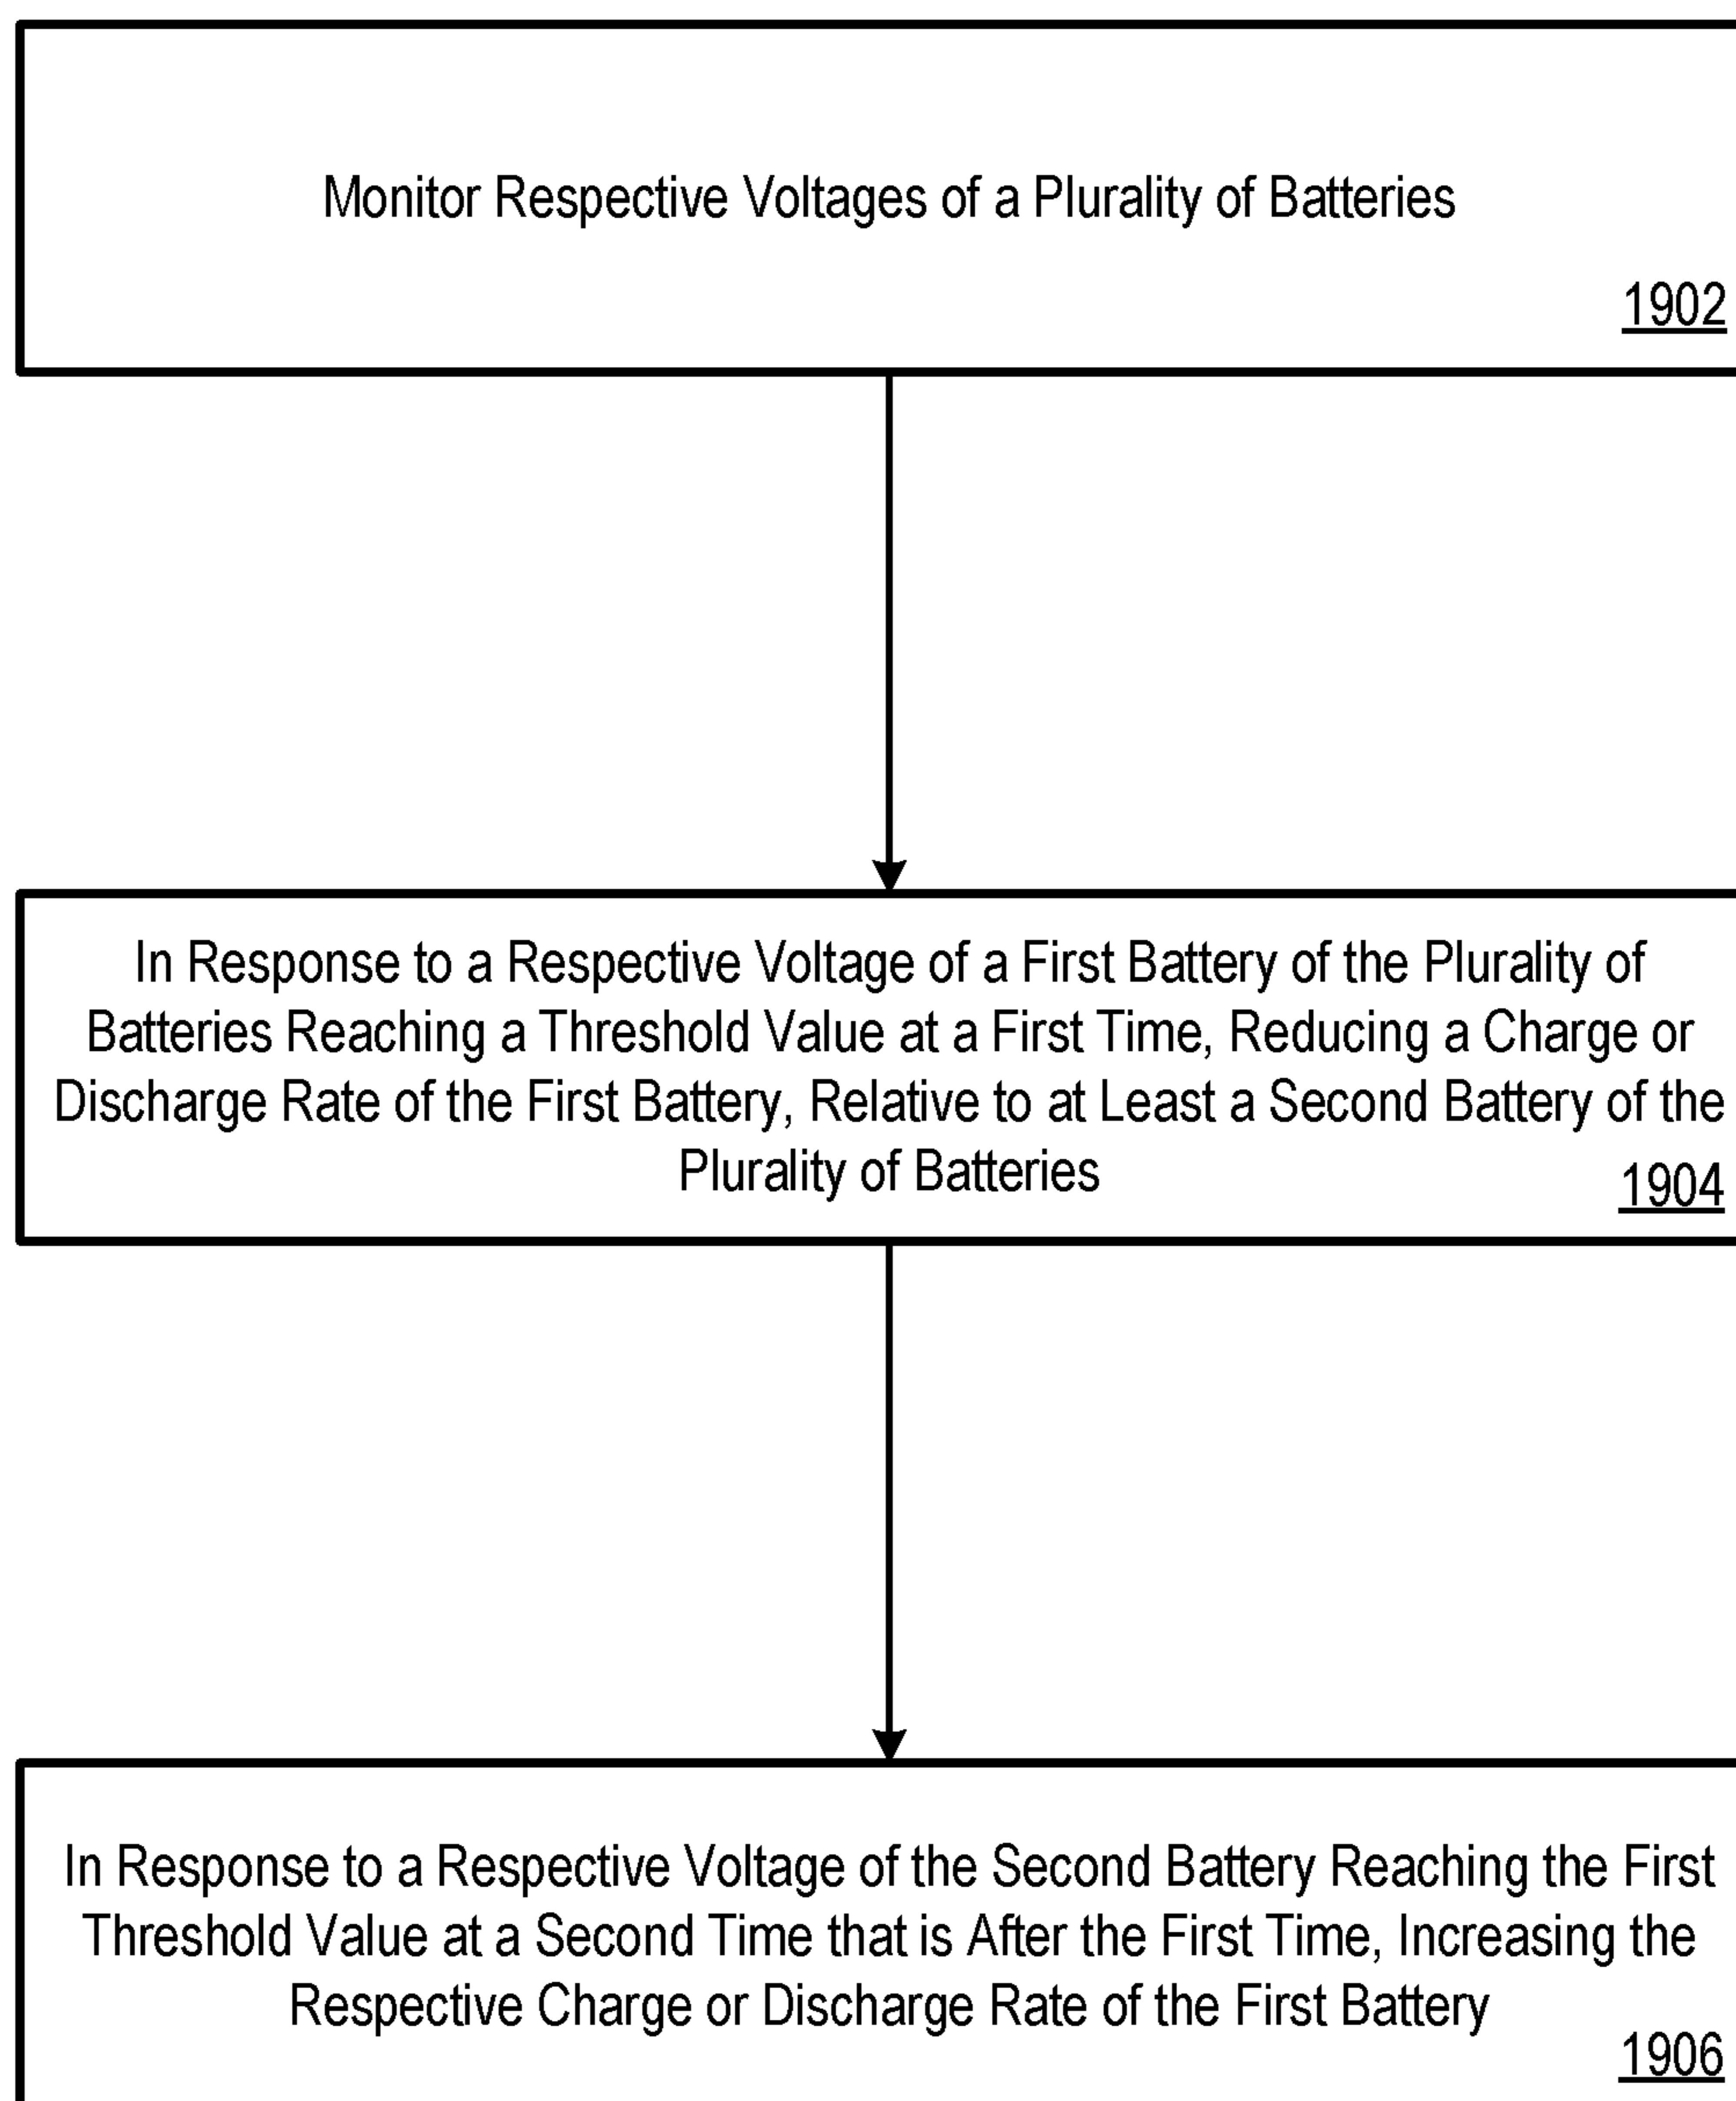 Monitor Respective Voltages of a Plurality of Batteries
1902
In Response to a Respective Voltage of a First Battery of the Plurality of
Batteries Reaching a Threshold Value at a First Time, Reducing a Charge or
Discharge Rate of the First Battery, Relative to at Least a Second Battery of the
Plurality of Batteries
1904
In Response to a Respective Voltage of the Second Battery Reaching the First
Threshold Value at a Second Time that is After the First Time, Increasing the
Respective Charge or Discharge Rate of the First Battery
1906